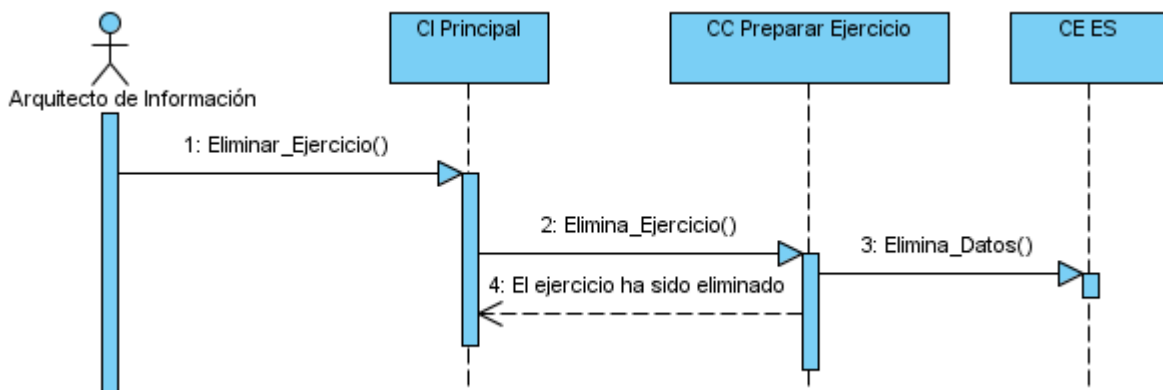 CI Principal
CC Preparar Ejercicio
CE ES
Arquitecto de Información
1: Eliminar_Ejercicio()
2: Elimina_Ejercicio()
3: Elimina_Datos()
4: El ejercicio ha sido eliminado